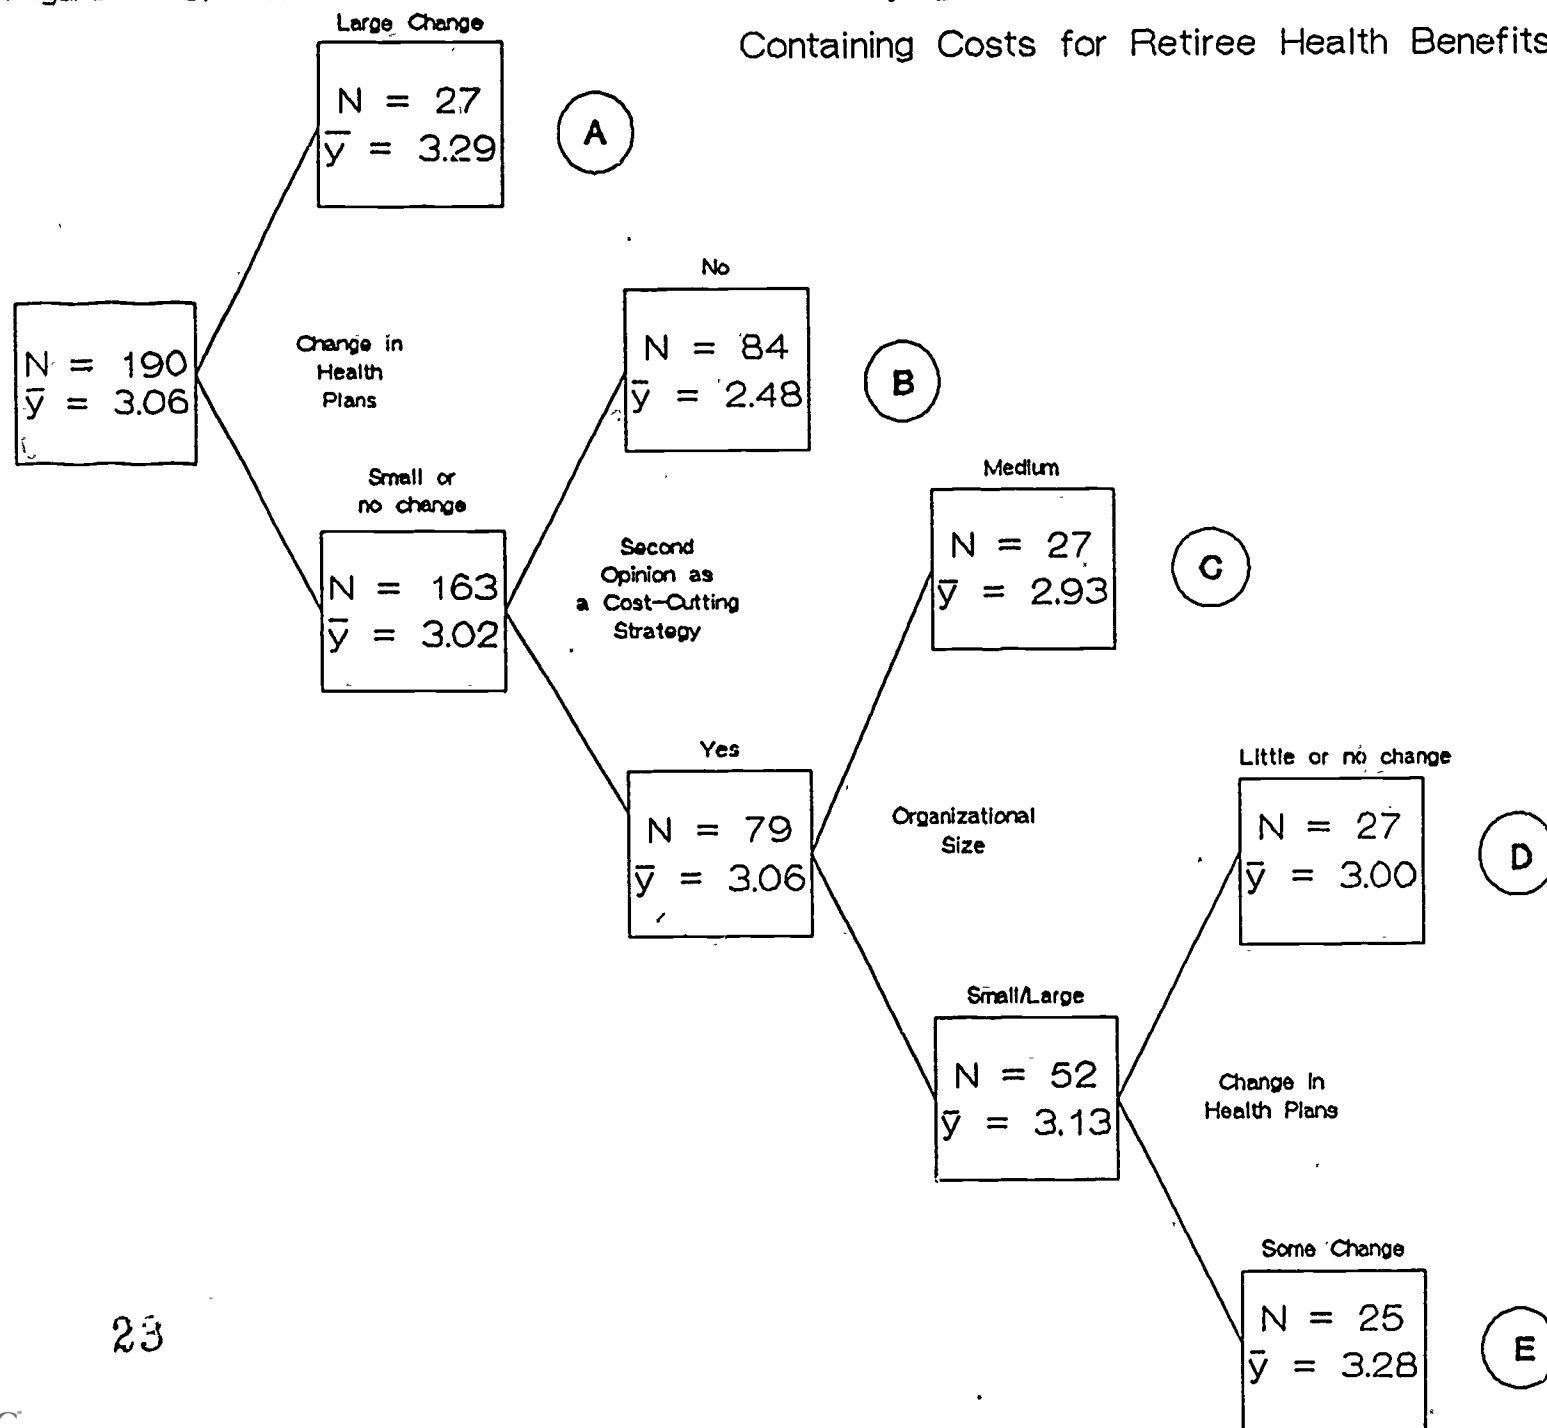 Containing Costs for Retiree Health Benefits
Large Change
N = 27
ȳ = 3.29
A
No
N = 190
ȳ = 3.06
Change in
Health
Plans
N = 84
ȳ = 2.48
B
Small or
no change
Medium
N = 163
ȳ = 3.02
Second
Opinion as
a Cost-Cutting
Strategy
N = 27
ȳ = 2.93
C
Yes
Little or no change
N = 79
ȳ = 3.06
Organizational
Size
N = 27
ȳ = 3.00
D
Small/Large
N = 52
ȳ = 3.13
Change in
Health Plans
Some Change
N = 25
ȳ = 3.28
E
23